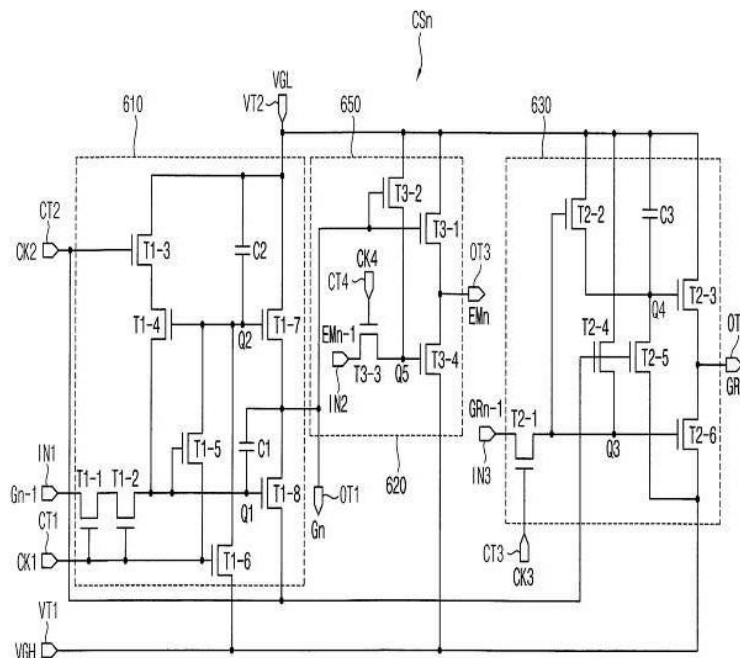 CSn
VGL
VT2
610
650
630
CT2
CK2
T1-3
C2
T3-2
T3-1
T2-2
C3
CK4
CT4
OT3
EMn
T1-4
Q2
T1-7
EMn-1
IN2
T3-3
Q5
T3-4
T2-4
Q4
T2-3
T2-5
OT
GR
T1-5
C1
GRn-1
T2-1
IN3
Q3
T2-6
IN1
Gn-1
T1-1
T1-2
Q1
T1-8
OT1
Gn
620
CT1
CK1
T1-6
CT3
CK3
VT1
VGH